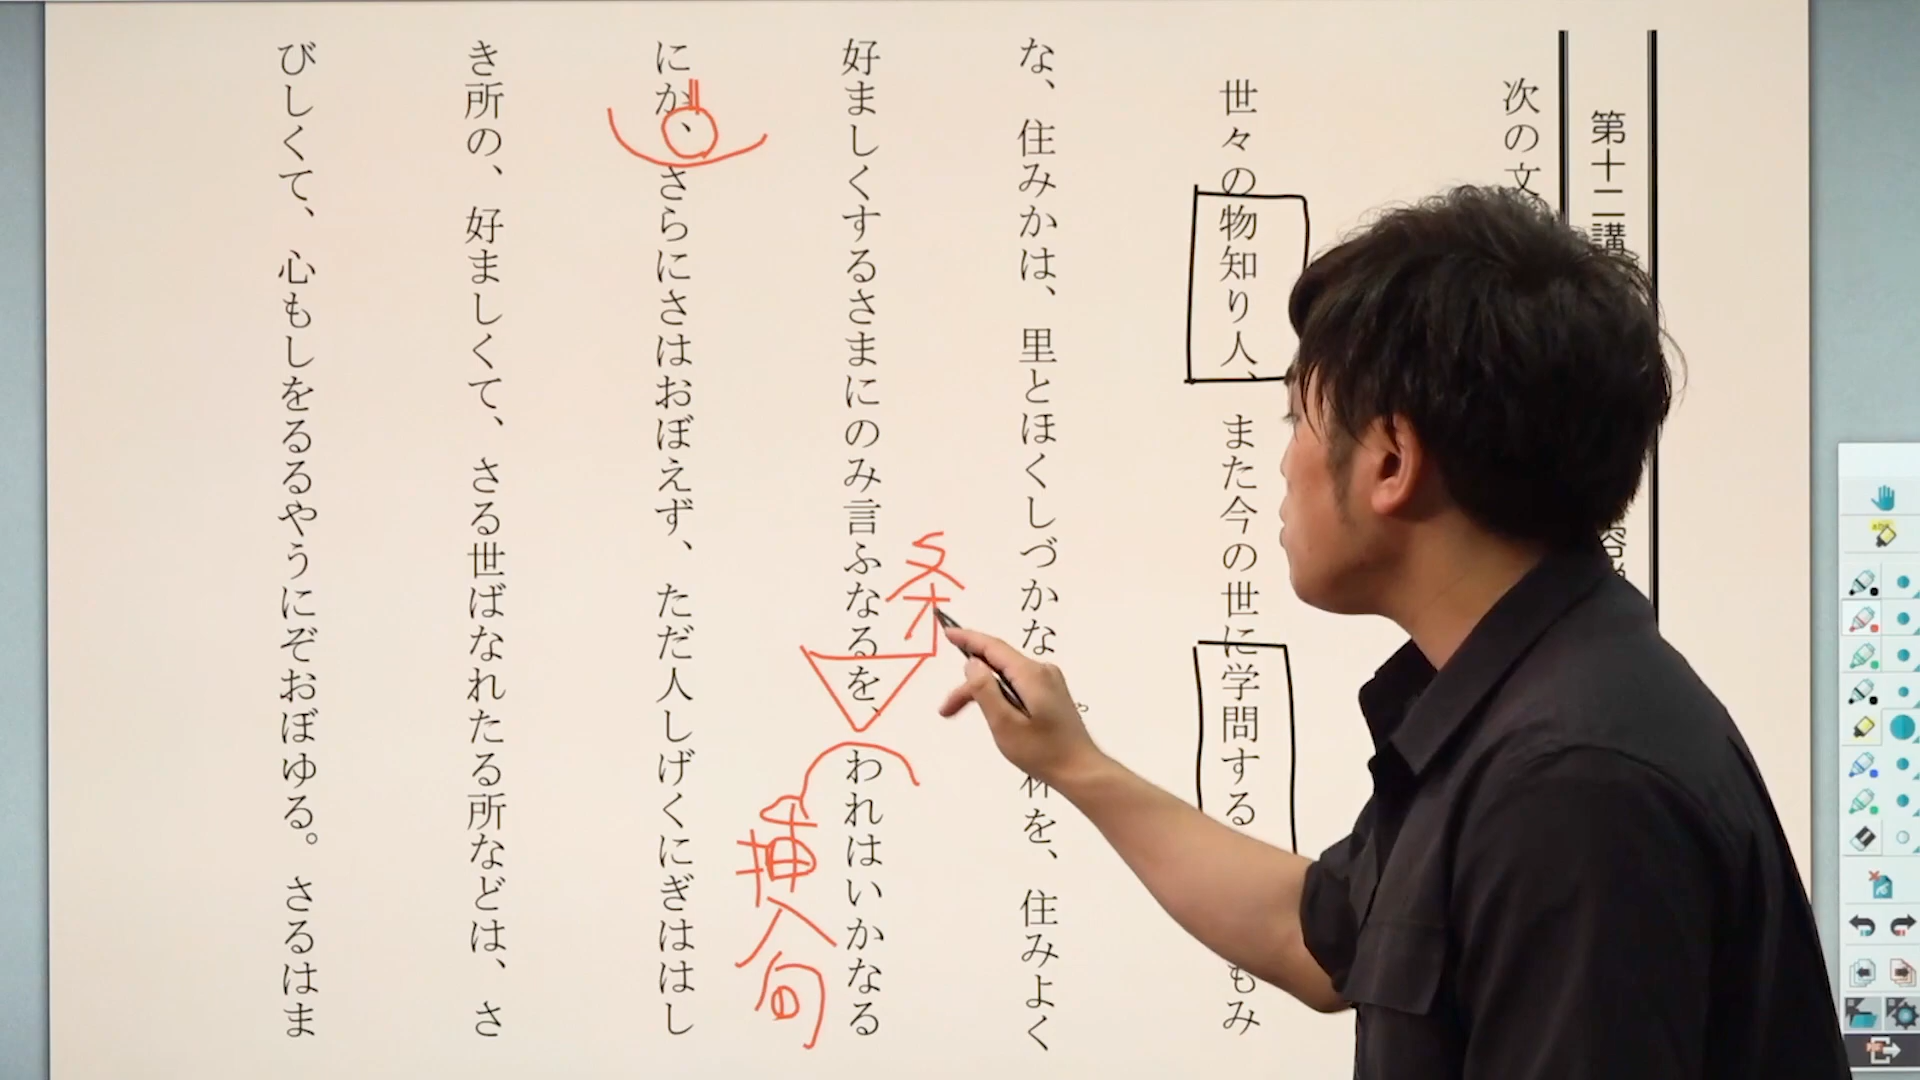 第十二講
次の文
世々の物知り人、また今の世に学問する
もみ
な、住みかは、里とほくしづかな
林を、住みよく
好ましくするさまにのみ言ふなるを、われはいかなる
条
挿入句
にか、さらにさはおぼえず、ただ人しげくにぎははし
き所の、好ましくて、さる世ばなれたる所などは、さ
びしくて、心もしをるるやうにぞおぼゆる。さるはま